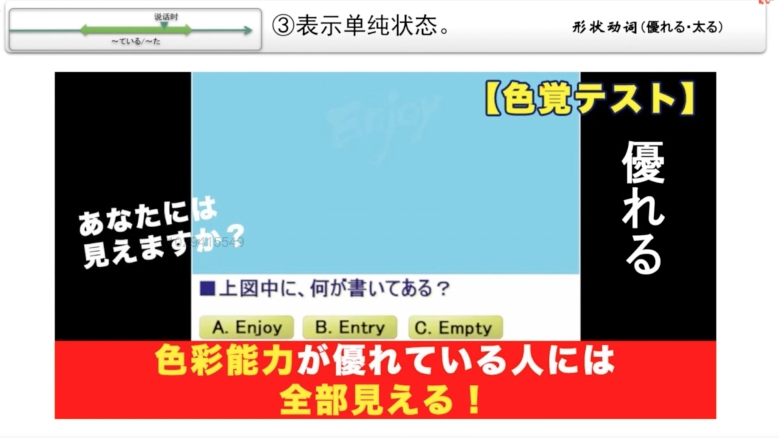 说话时
～ている/～た
③表示单纯状态。
形状动词(優れる・太る)
【色覚テスト】
Enjoy
優れる
あなたには
見えますか？
■上図中に、何が書いてある？
A. Enjoy
B. Entry
C. Empty
色彩能力が優れている人には
全部見える！